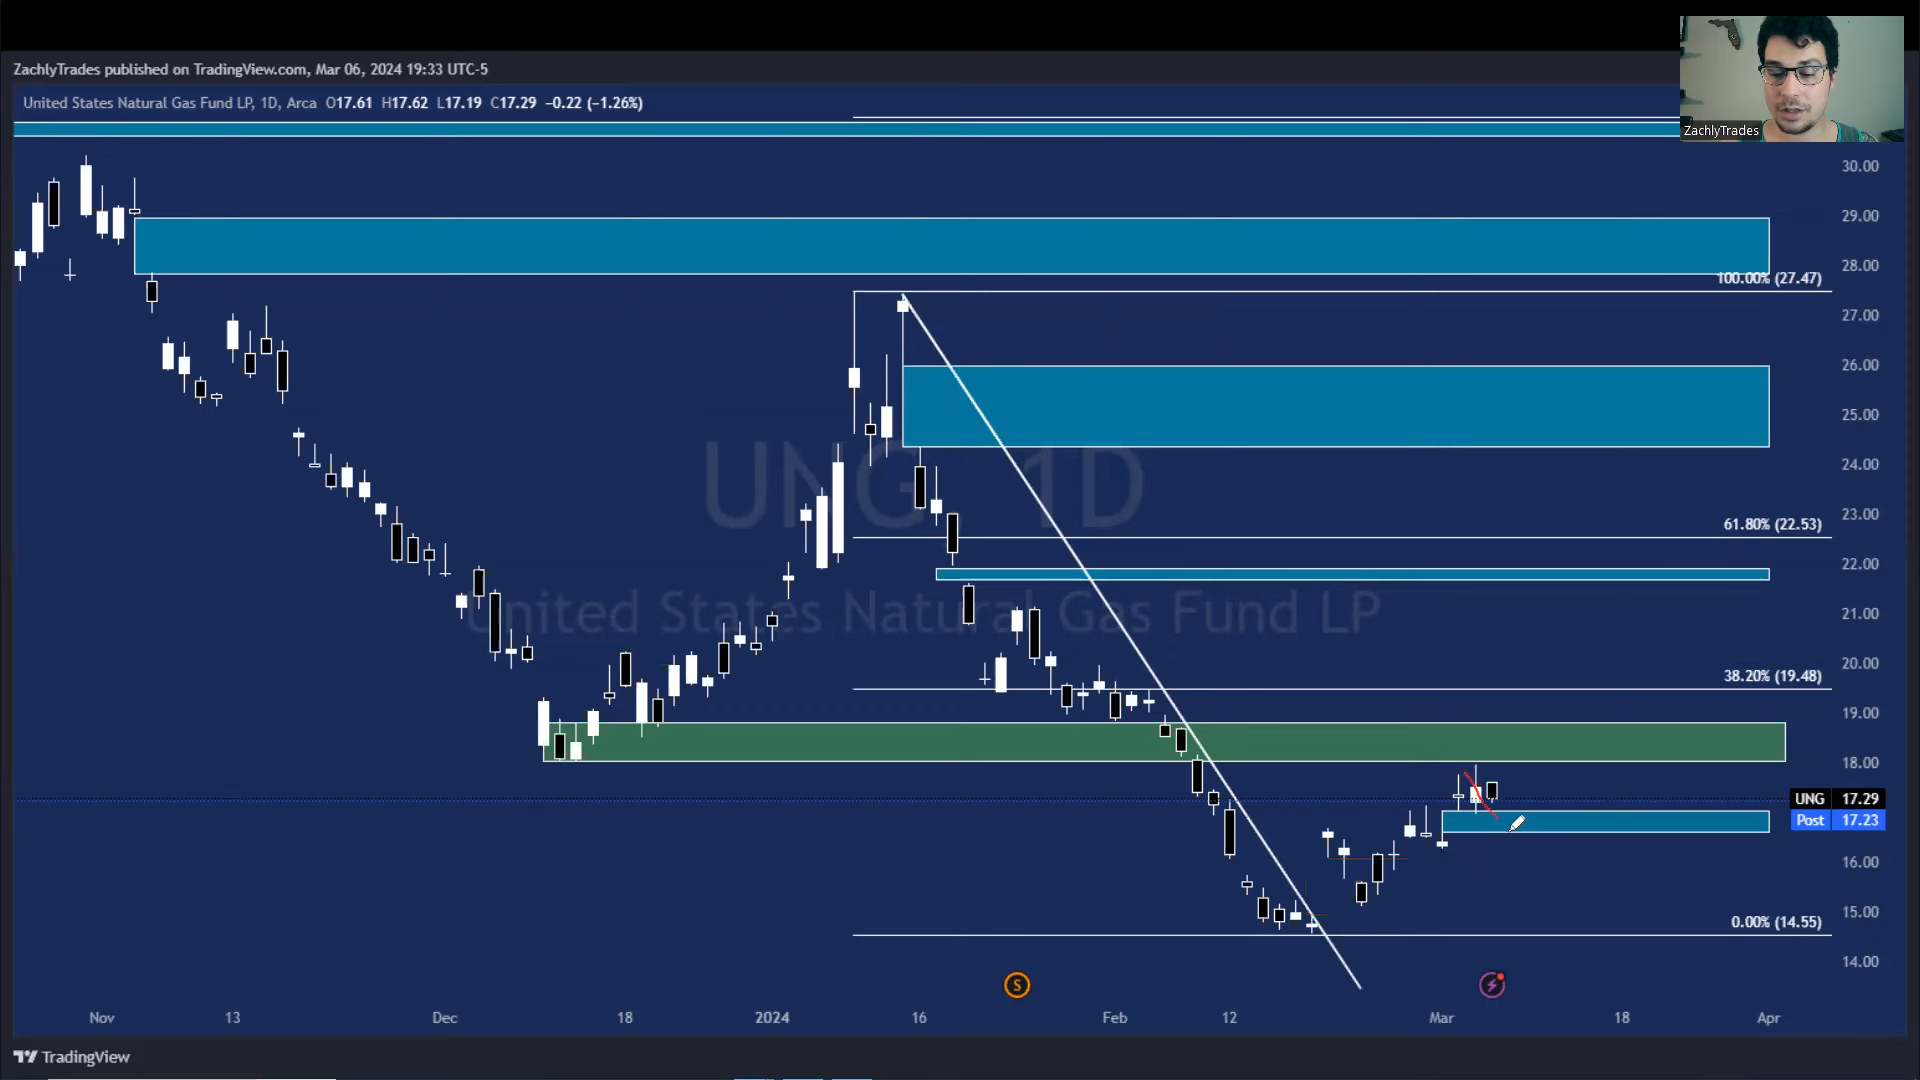 ZachlyTrades published on TradingView.com, Mar 06, 2024 19:33 UTC-5
ZachlyTrades
United States Natural Gas Fund LP, 1D, Arca O17.61 H17.62 L17.19 C17.29 −0.22 (−1.26%)
30.00
29.00
28.00
100.00% (27.47)
27.00
26.00
25.00
24.00
UNG, 1D
23.00
61.80% (22.53)
22.00
United States Natural Gas Fund LP
21.00
20.00
38.20% (19.48)
19.00
18.00
UNG 17.29
Post 17.23
16.00
15.00
0.00% (14.55)
14.00
S
Nov 13 Dec 18 2024 16 Feb 12 Mar 18 Apr
TradingView